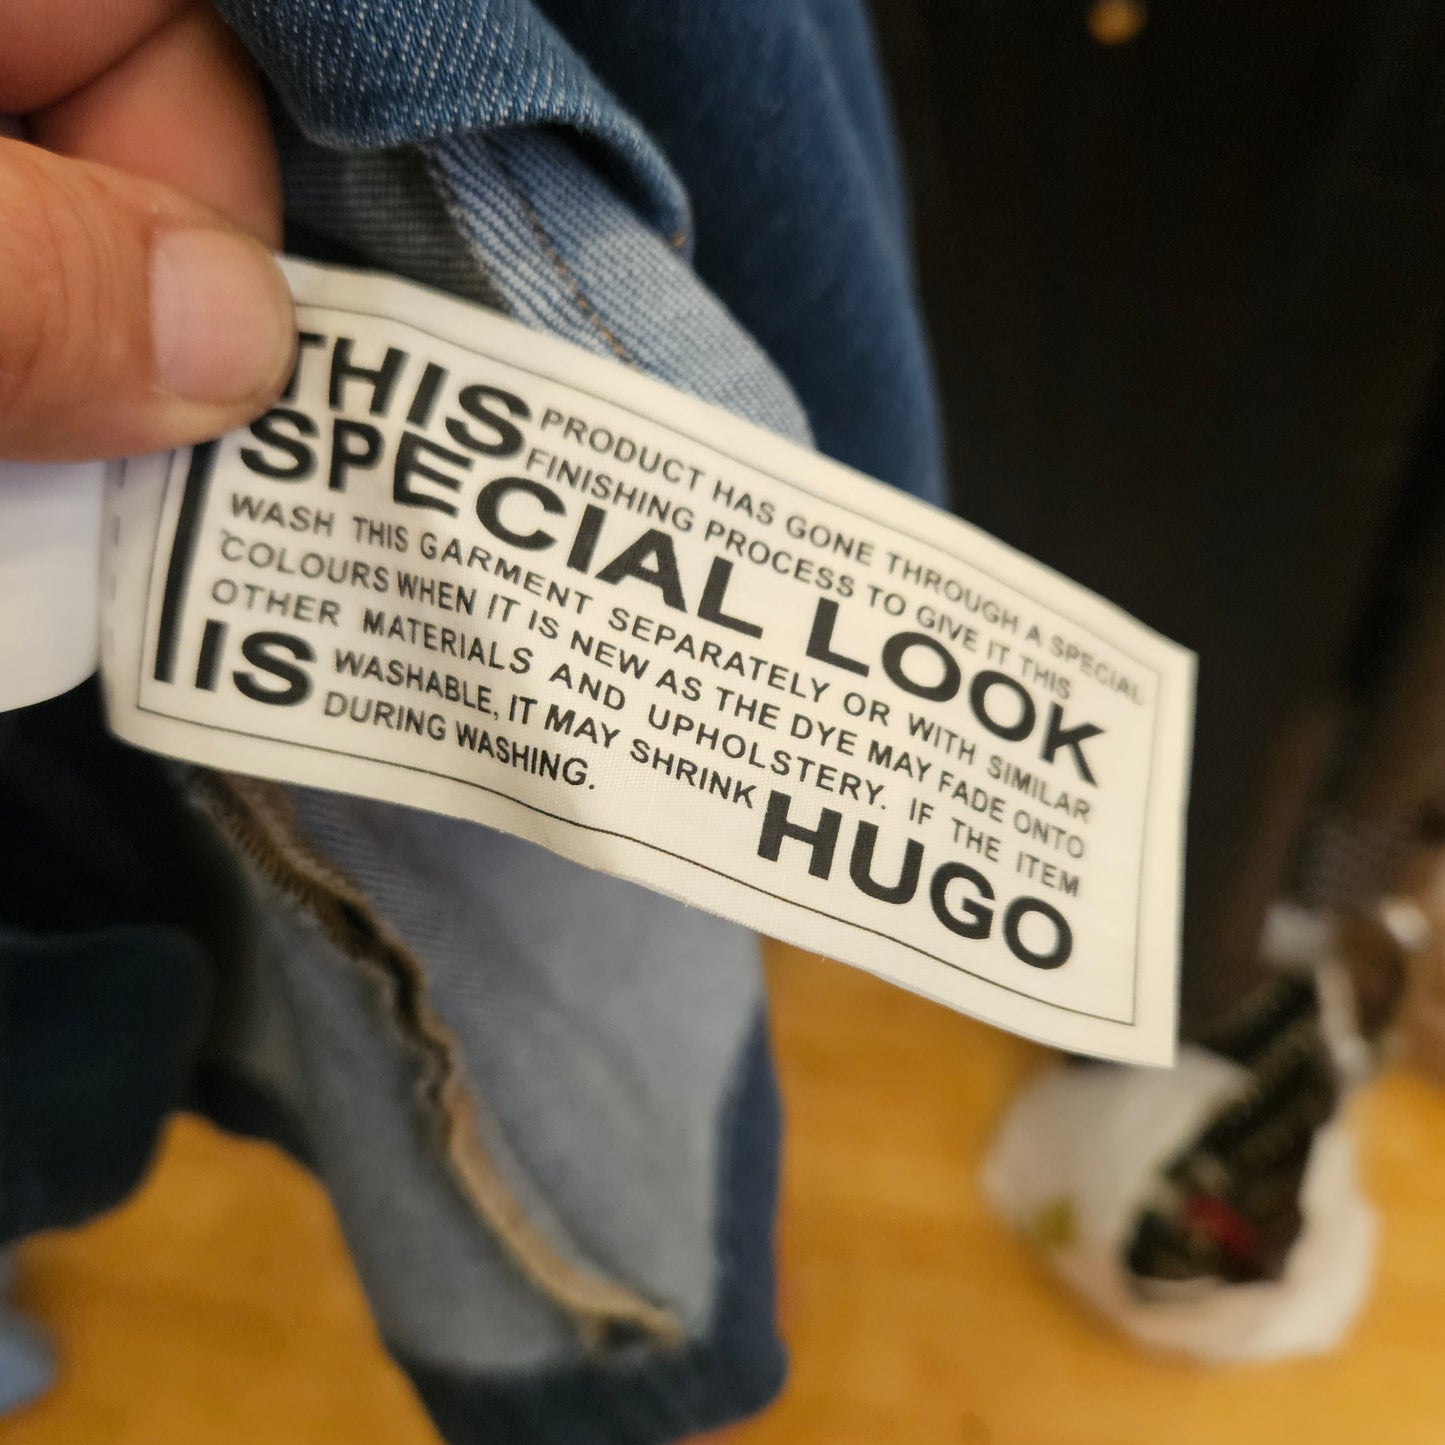 THIS PRODUCT HAS GONE THROUGH A SPECIAL
FINISHING PROCESS TO GIVE IT THIS
SPECIAL LOOK
WASH THIS GARMENT SEPARATELY OR WITH SIMILAR
COLOURS WHEN IT IS NEW AS THE DYE MAY FADE ONTO
OTHER MATERIALS AND UPHOLSTERY. IF THE ITEM
IS WASHABLE, IT MAY SHRINK
DURING WASHING.
HUGO